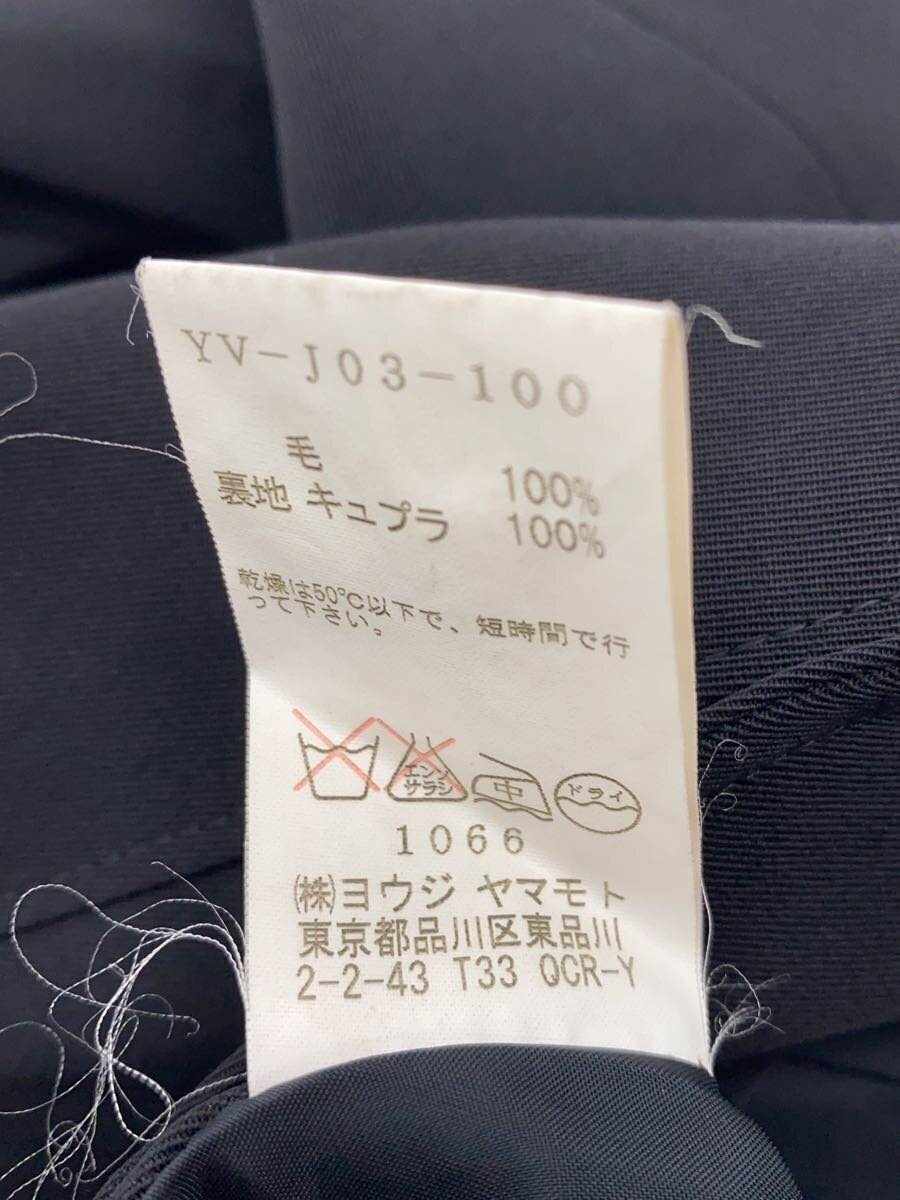 YV-J03-100
毛 100%
裏地 キュプラ 100%
乾燥は50℃以下で、短時間で行
って下さい。
エンソ
サラシ
中
ドライ
1066
㈱ヨウジ ヤマモト
東京都品川区東品川
2-2-43 T33 QCR-Y